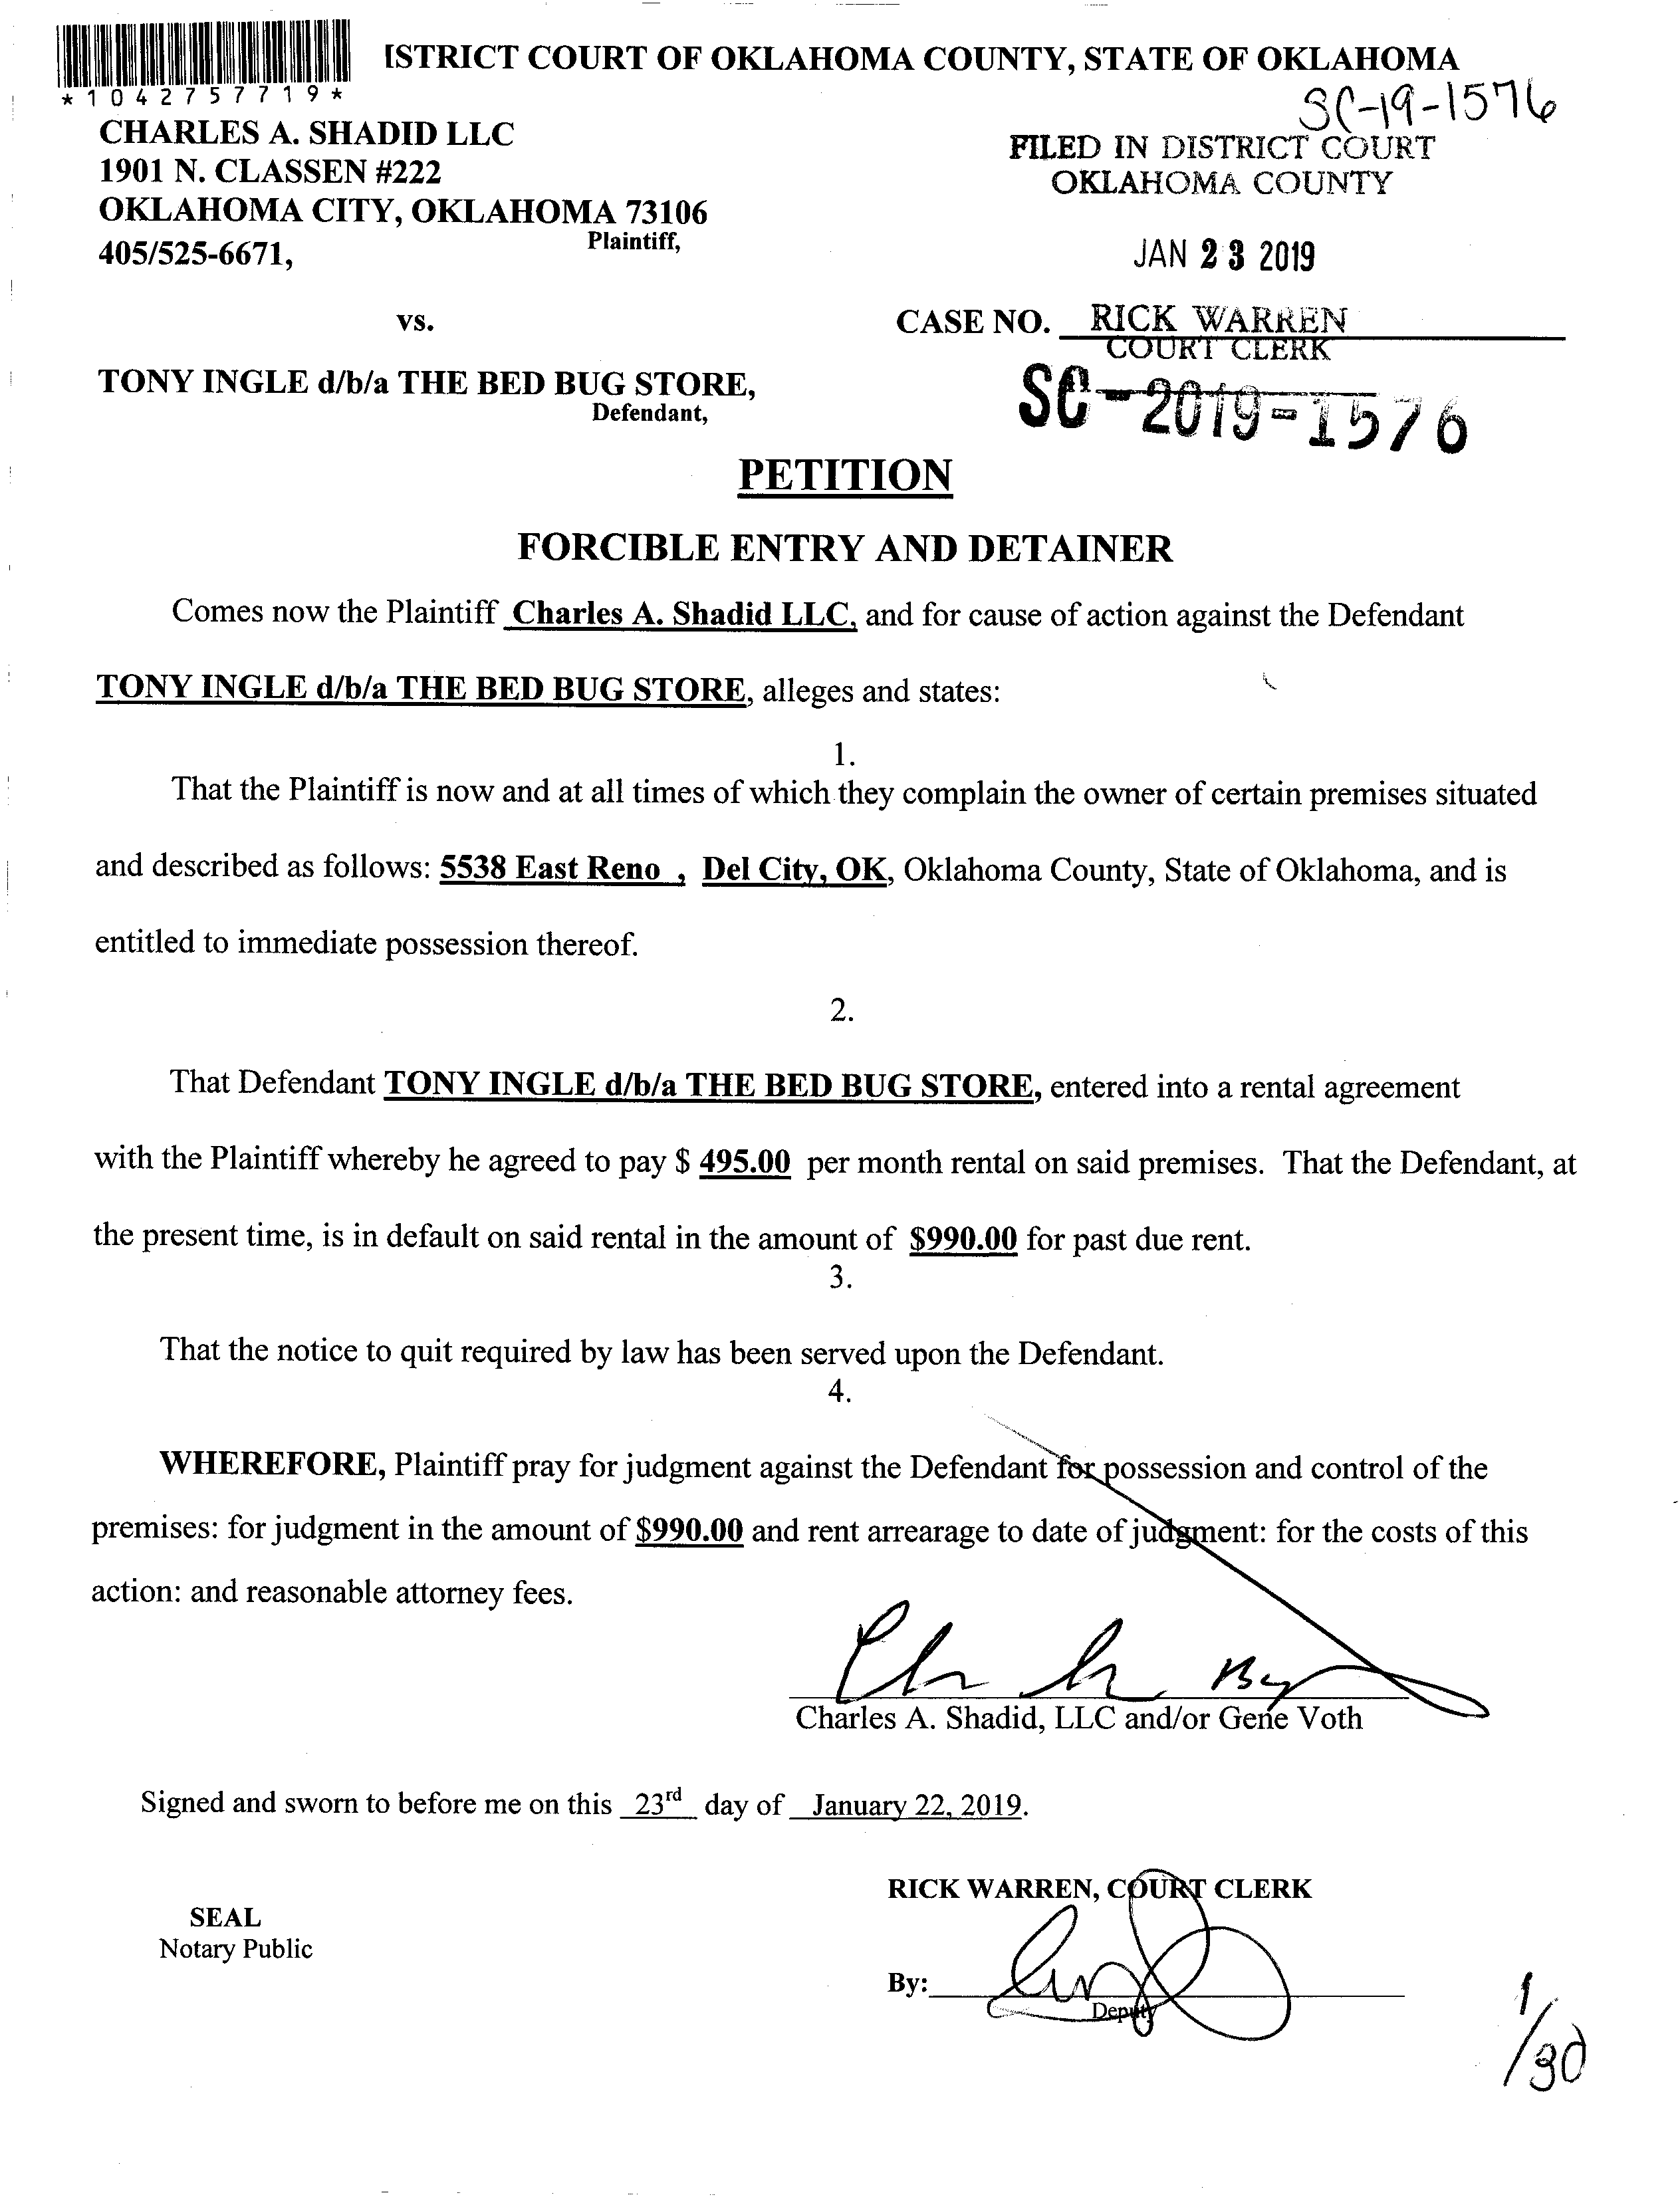 ISTRICT COURT OF OKLAHOMA COUNTY, STATE OF OKLAHOMA
*1042757719*
SC-19-1576
CHARLES A. SHADID LLC
1901 N. CLASSEN #222
OKLAHOMA CITY, OKLAHOMA 73106
405/525-6671,
Plaintiff,
FILED IN DISTRICT COURT
OKLAHOMA COUNTY
JAN 23 2019
vs.
CASE NO. RICK WARREN
COURT CLERK
TONY INGLE d/b/a THE BED BUG STORE,
Defendant,
SC-2019-1576
PETITION
FORCIBLE ENTRY AND DETAINER
Comes now the Plaintiff Charles A. Shadid LLC, and for cause of action against the Defendant
TONY INGLE d/b/a THE BED BUG STORE, alleges and states:
1.
That the Plaintiff is now and at all times of which they complain the owner of certain premises situated
and described as follows: 5538 East Reno , Del City, OK, Oklahoma County, State of Oklahoma, and is
entitled to immediate possession thereof.
2.
That Defendant TONY INGLE d/b/a THE BED BUG STORE, entered into a rental agreement
with the Plaintiff whereby he agreed to pay $ 495.00 per month rental on said premises. That the Defendant, at
the present time, is in default on said rental in the amount of $990.00 for past due rent.
3.
That the notice to quit required by law has been served upon the Defendant.
4.
WHEREFORE, Plaintiff pray for judgment against the Defendant for possession and control of the
premises: for judgment in the amount of $990.00 and rent arrearage to date of judgment: for the costs of this
action: and reasonable attorney fees.
By
Charles A. Shadid, LLC and/or Gene Voth
Signed and sworn to before me on this 23rd day of January 22, 2019.
RICK WARREN, COURT CLERK
SEAL
Notary Public
By:
Deputy
1/30